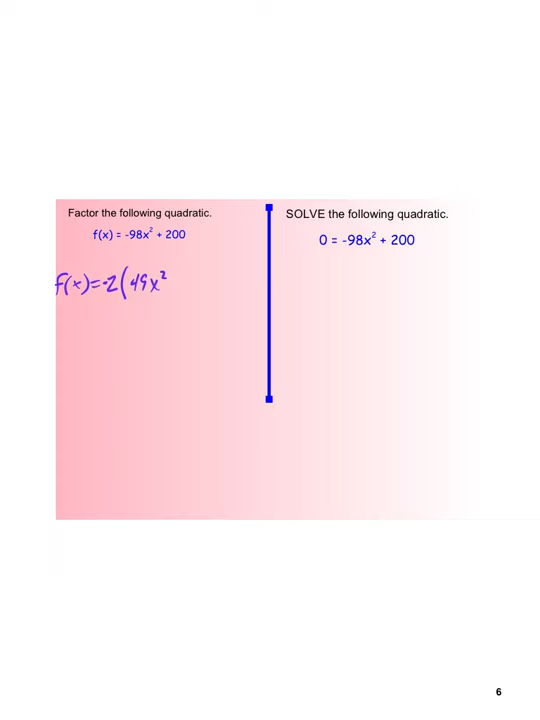 Factor the following quadratic.
f(x) = -98x² + 200
f(x)=-2(49x²
SOLVE the following quadratic.
0 = -98x² + 200
6